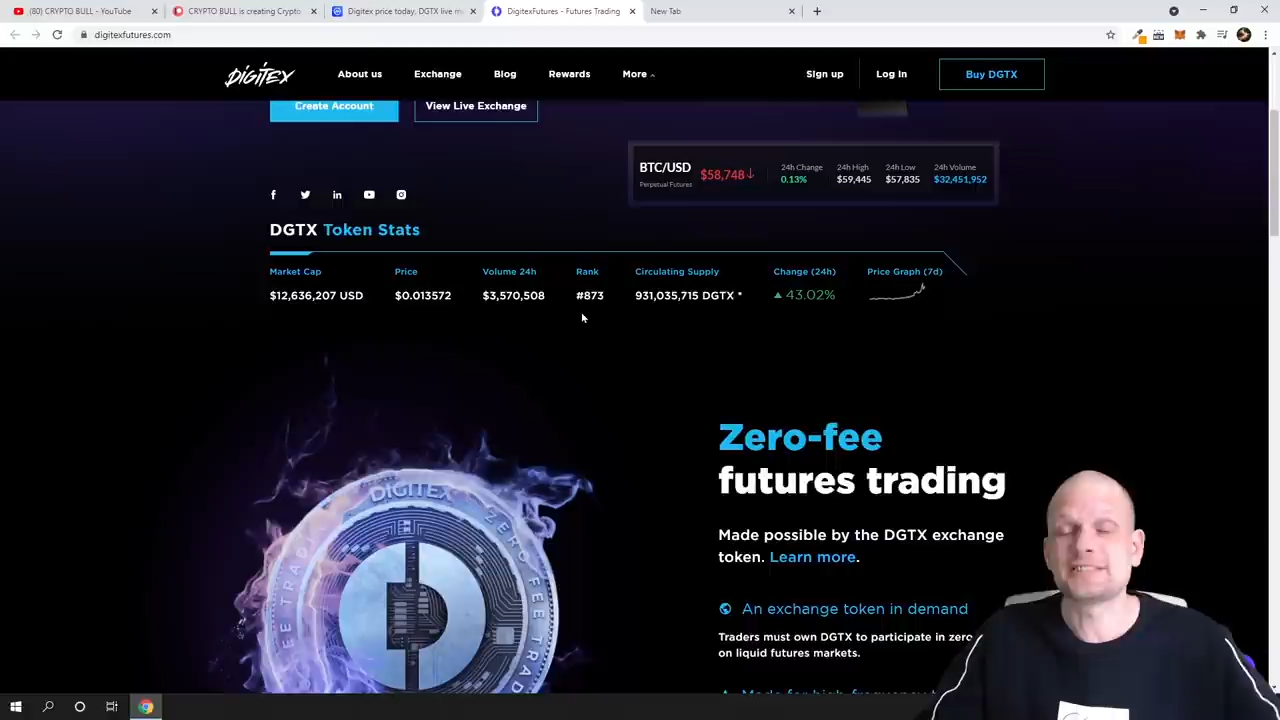 (80) CRYPTO BULL - YouTube
CRYPTO BULL is creating Crypto
Digitex price today, DGTX live m
DigitexFutures - Futures Trading
New Tab
digitexfutures.com
DIGITEX
About us
Exchange
Blog
Rewards
More
Sign up
Log In
Buy DGTX
Create Account
View Live Exchange
BTC/USD
Perpetual Futures
$58,748↓
24h Change
0.13%
24h High
$59,445
24h Low
$57,835
24h Volume
$32,451,952
DGTX Token Stats
Market Cap
Price
Volume 24h
Rank
Circulating Supply
Change (24h)
Price Graph (7d)
$12,636,207 USD
$0.013572
$3,570,508
#873
931,035,715 DGTX *
43.02%
Zero-fee
futures trading
Made possible by the DGTX exchange
token. Learn more.
An exchange token in demand
Traders must own DGTX to participate in zero
on liquid futures markets.
DIGITEX
FEE TRAD
ZERO FEE TRAD